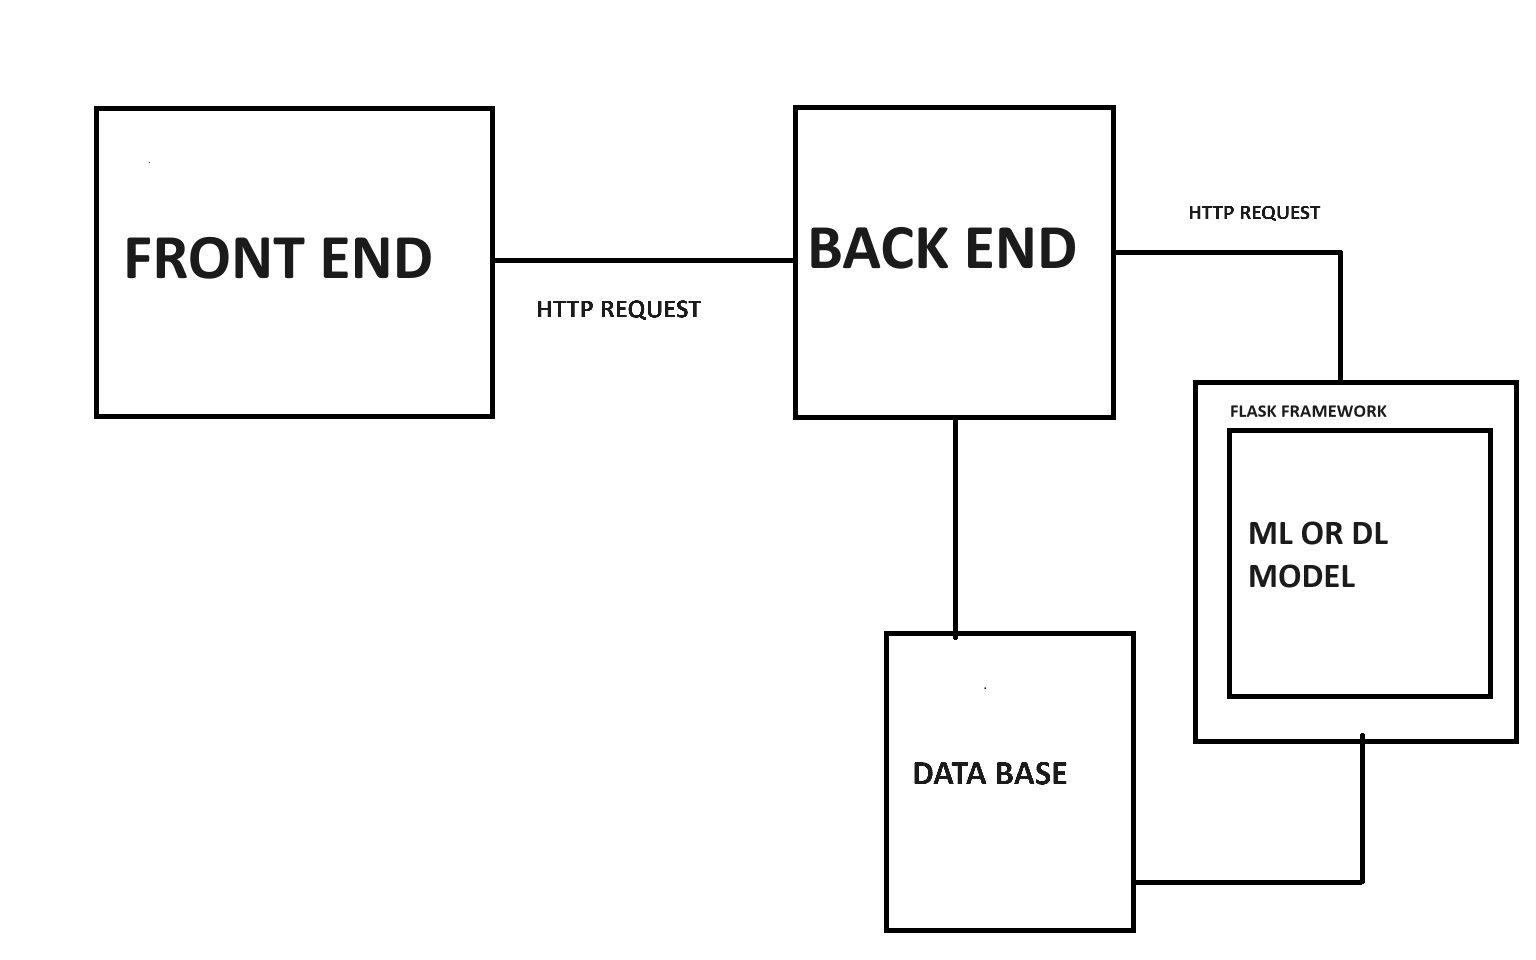 FRONT END
HTTP REQUEST
BACK END
HTTP REQUEST
FLASK FRAMEWORK
ML OR DL
MODEL
DATA BASE